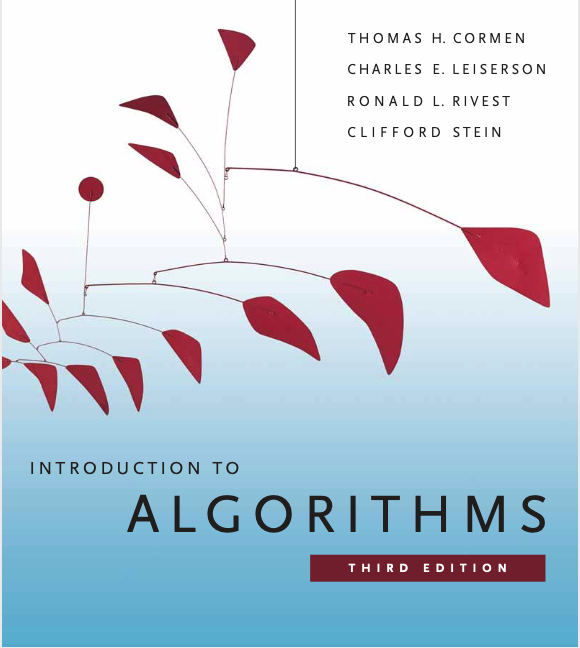 THOMAS H. CORMEN
CHARLES E. LEISERSON
RONALD L. RIVEST
CLIFFORD STEIN
INTRODUCTION TO
ALGORITHMS
THIRD EDITION